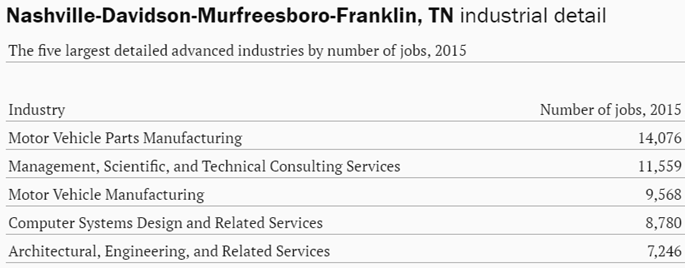 Nashville-Davidson-Murfreesboro-Franklin, TN industrial detail
The five largest detailed advanced industries by number of jobs, 2015
Industry Number of jobs, 2015
Motor Vehicle Parts Manufacturing 14,076
Management, Scientific, and Technical Consulting Services 11,559
Motor Vehicle Manufacturing 9,568
Computer Systems Design and Related Services 8,780
Architectural, Engineering, and Related Services 7,246